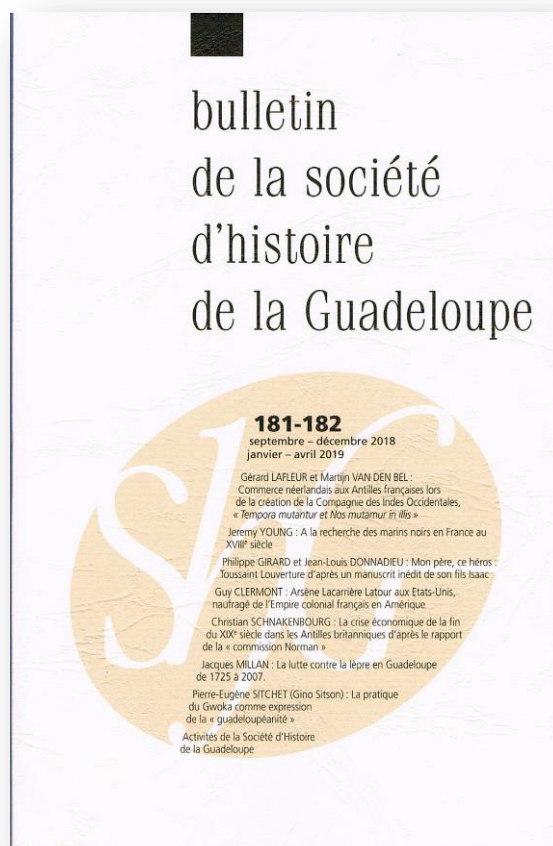 bulletin
de la société
d'histoire
de la Guadeloupe
181-182
septembre – décembre 2018
janvier – avril 2019
Gérard LAFLEUR et Martijn VAN DEN BEL :
Commerce néerlandais aux Antilles françaises lors
de la création de la Compagnie des Indes Occidentales,
« Tempora mutantur et Nos mutamur in illis »
Jeremy YOUNG : A la recherche des marins noirs en France au
XVIIIe siècle
Philippe GIRARD et Jean-Louis DONNADIEU : Mon père, ce héros :
Toussaint Louverture d'après un manuscrit inédit de son fils Isaac
Guy CLERMONT : Arsène Lacarrière Latour aux Etats-Unis,
naufragé de l'Empire colonial français en Amérique
Christian SCHNAKENBOURG : La crise économique de la fin
du XIXe siècle dans les Antilles britanniques d'après le rapport
de la « commission Norman »
Jacques MILLAN : La lutte contre la lèpre en Guadeloupe
de 1725 à 2007.
Pierre-Eugène SITCHET (Gino Sitson) : La pratique
du Gwoka comme expression
de la « guadeloupéanité »
Activités de la Société d'Histoire
de la Guadeloupe